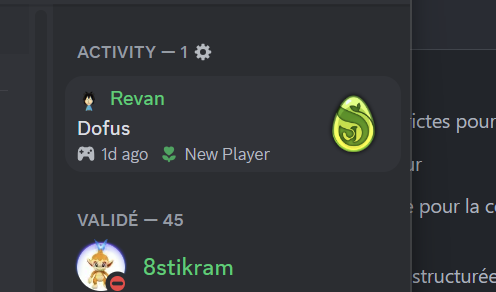 ACTIVITY — 1
Revan
Dofus
1d ago New Player
VALIDÉ — 45
8stikram
ictes pour
ur
pour la c
structurée